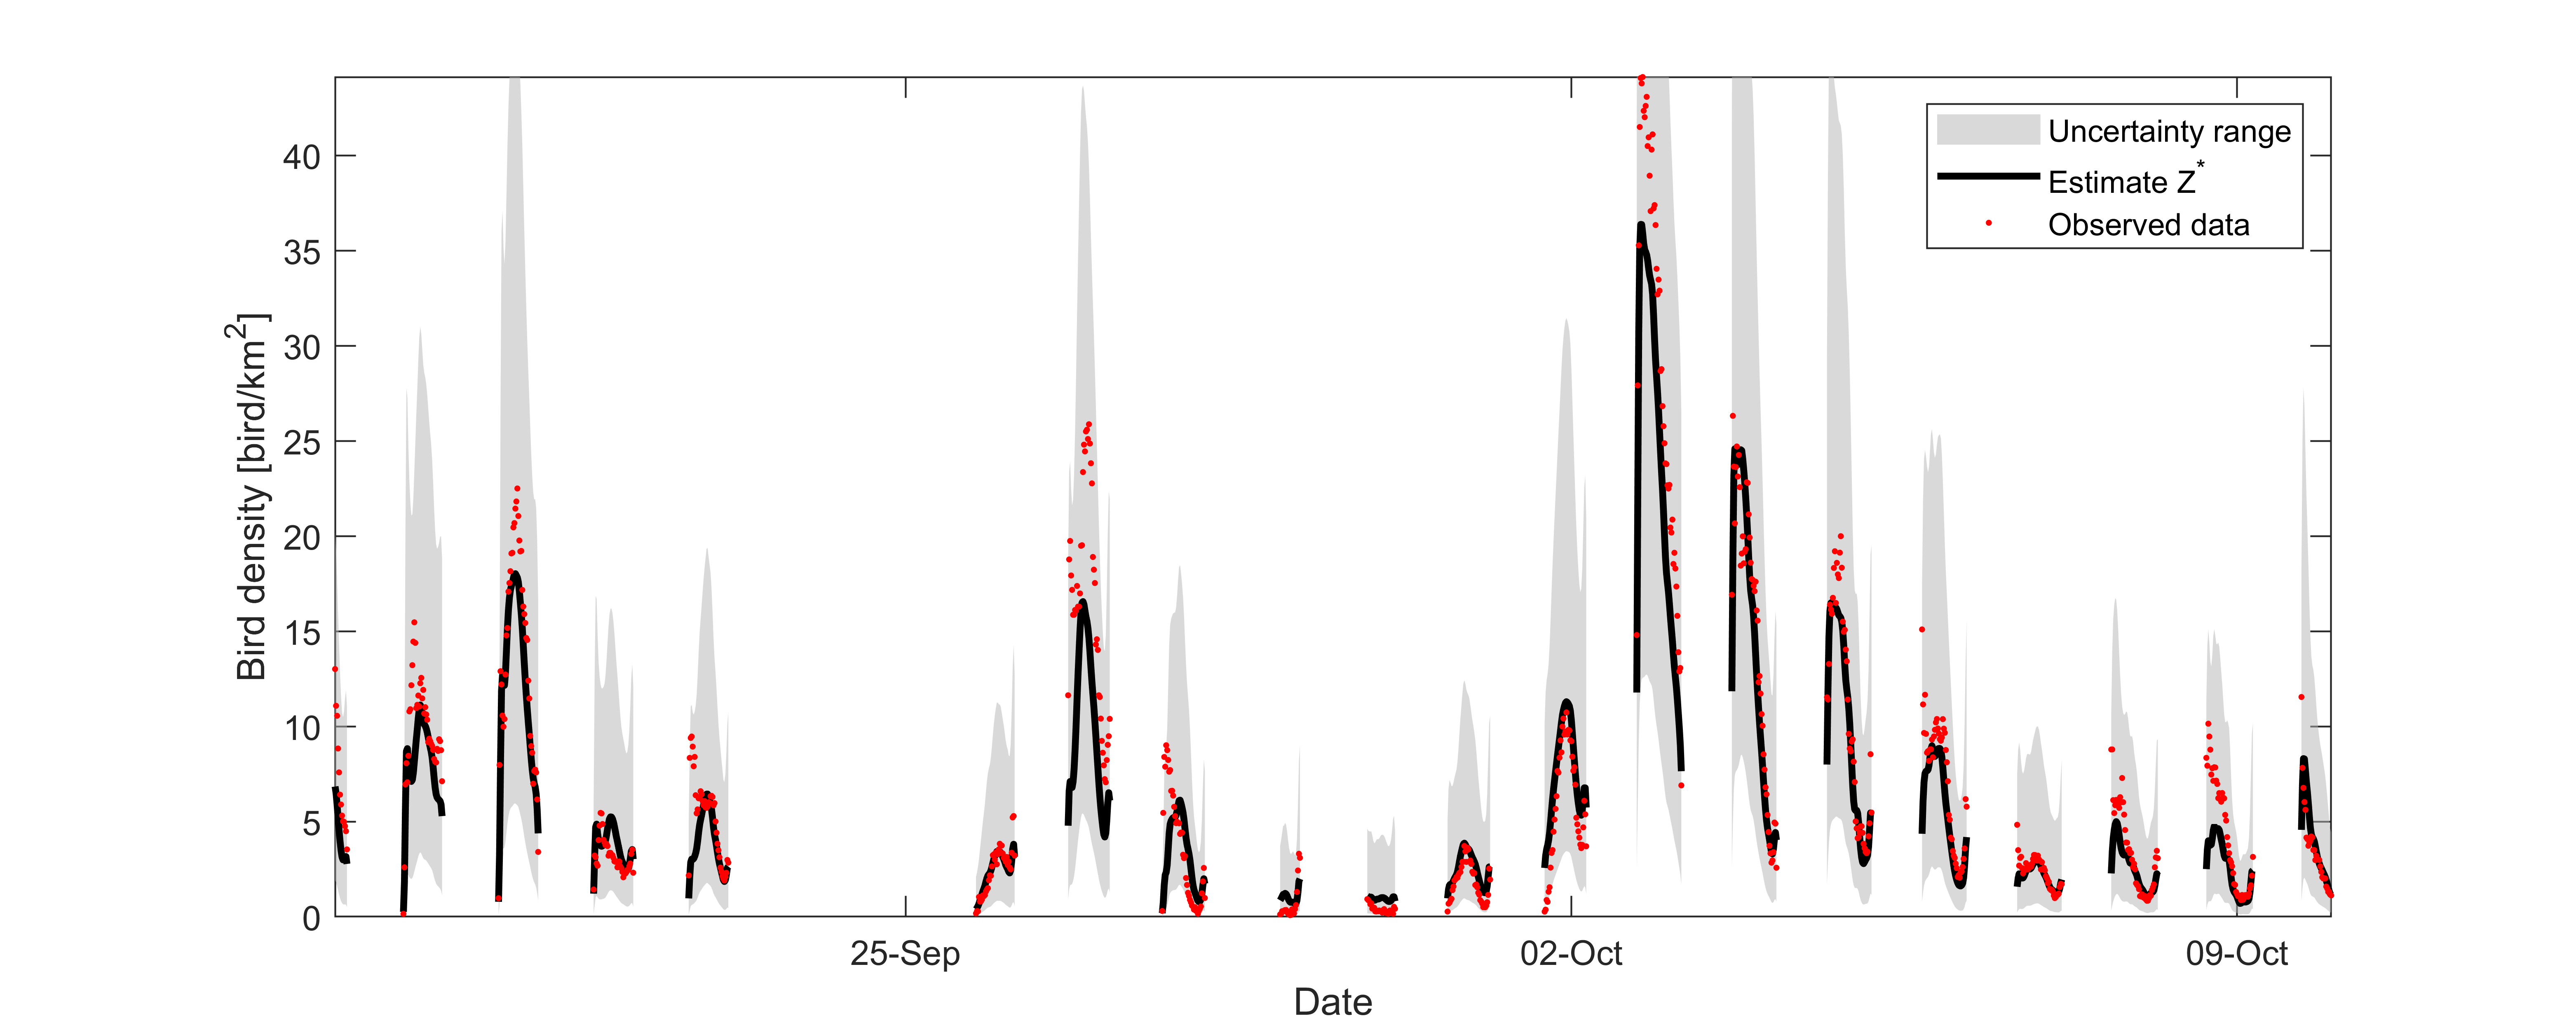 Uncertainty range
Estimate Z*
Observed data
Bird density [bird/km2]
40
35
30
25
20
15
10
5
0
25-Sep
02-Oct
09-Oct
Date